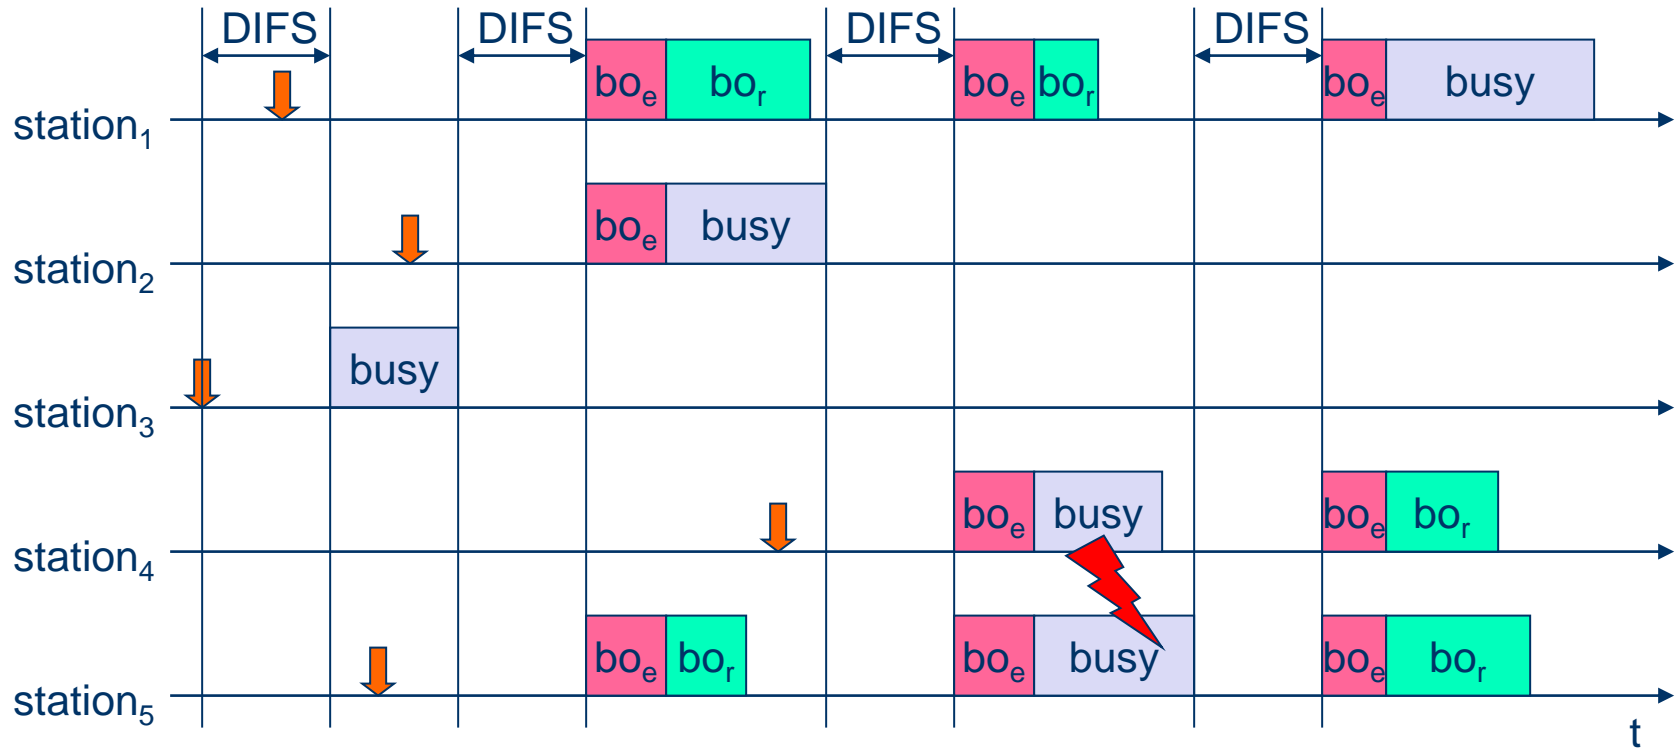 DIFS DIFS DIFS DIFS
boₑ boᵣ boₑ boᵣ boₑ busy
station₁
boₑ busy
station₂
busy
station₃
boₑ busy boₑ boᵣ
station₄
boₑ boᵣ boₑ busy boₑ boᵣ
station₅
t